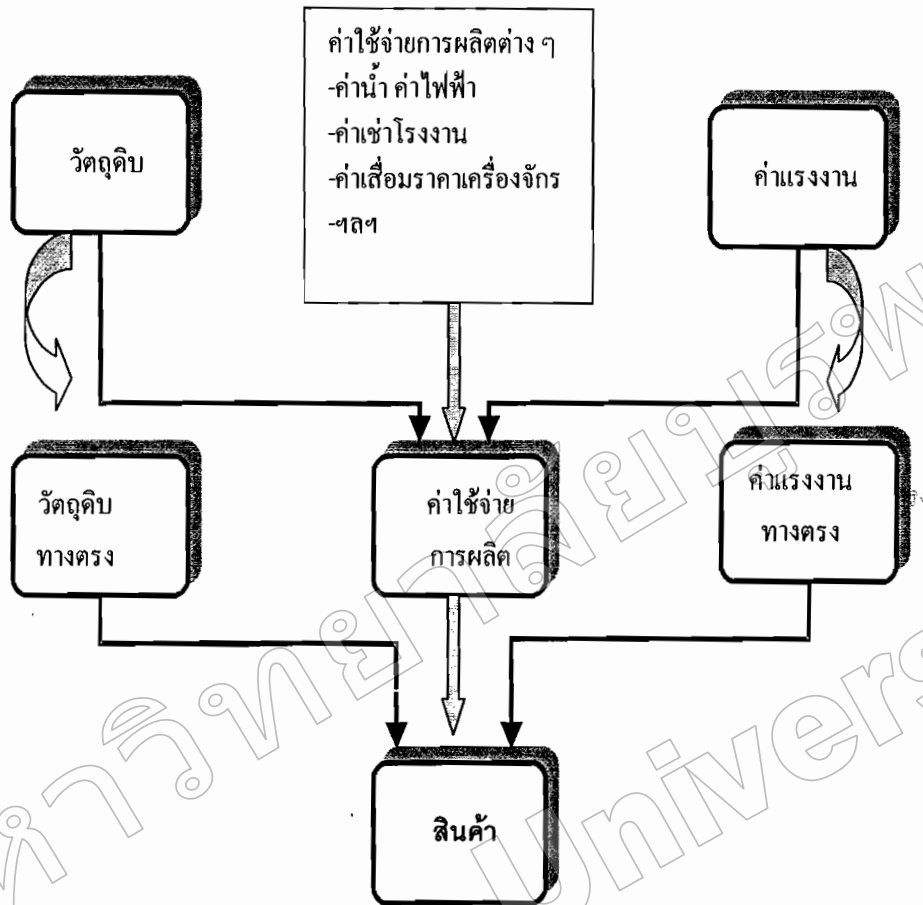 ค่าใช้จ่ายการผลิตต่าง ๆ
-ค่าน้ำ ค่าไฟฟ้า
-ค่าเช่าโรงงาน
-ค่าเสื่อมราคาเครื่องจักร
-ฯลฯ
วัตถุดิบ
ค่าแรงงาน
วัตถุดิบ
ทางตรง
ค่าใช้จ่าย
การผลิต
ค่าแรงงาน
ทางตรง
สินค้า